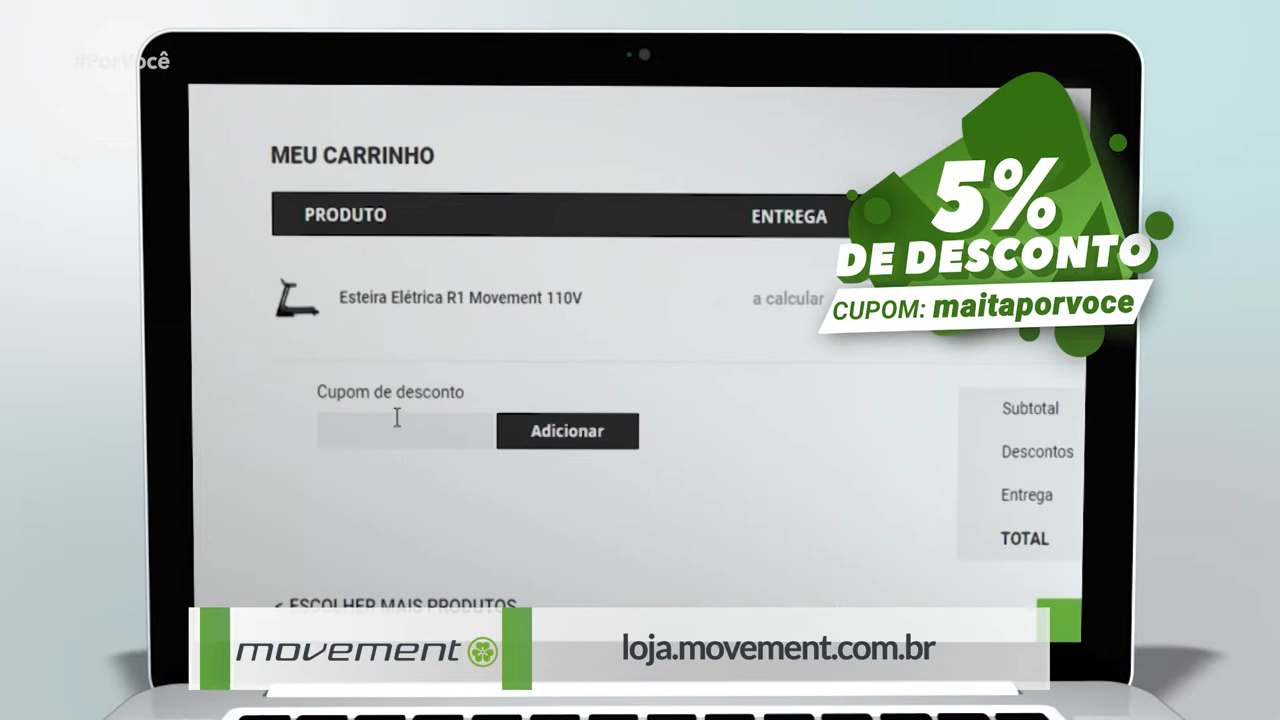 #PorVocê
MEU CARRINHO
PRODUTO
ENTREGA
Esteira Elétrica R1 Movement 110V
a calcular
5%
DE DESCONTO
CUPOM: maitaporvoce
Cupom de desconto
Adicionar
Subtotal
Descontos
Entrega
TOTAL
< ESCOLHER MAIS PRODUTOS
movement
loja.movement.com.br